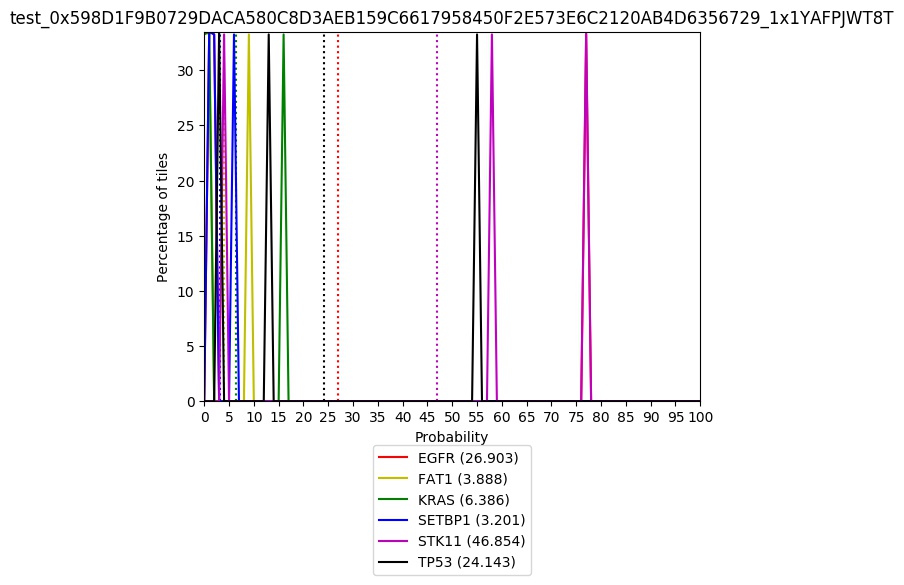 test_0x598D1F9B0729DACA580C8D3AEB159C6617958450F2E573E6C2120AB4D6356729_1x1YAFPJWT8T
30
25
20
15
10
5
0
Percentage of tiles
0 5 10 15 20 25 30 35 40 45 50 55 60 65 70 75 80 85 90 95 100
Probability
EGFR (26.903)
FAT1 (3.888)
KRAS (6.386)
SETBP1 (3.201)
STK11 (46.854)
TP53 (24.143)